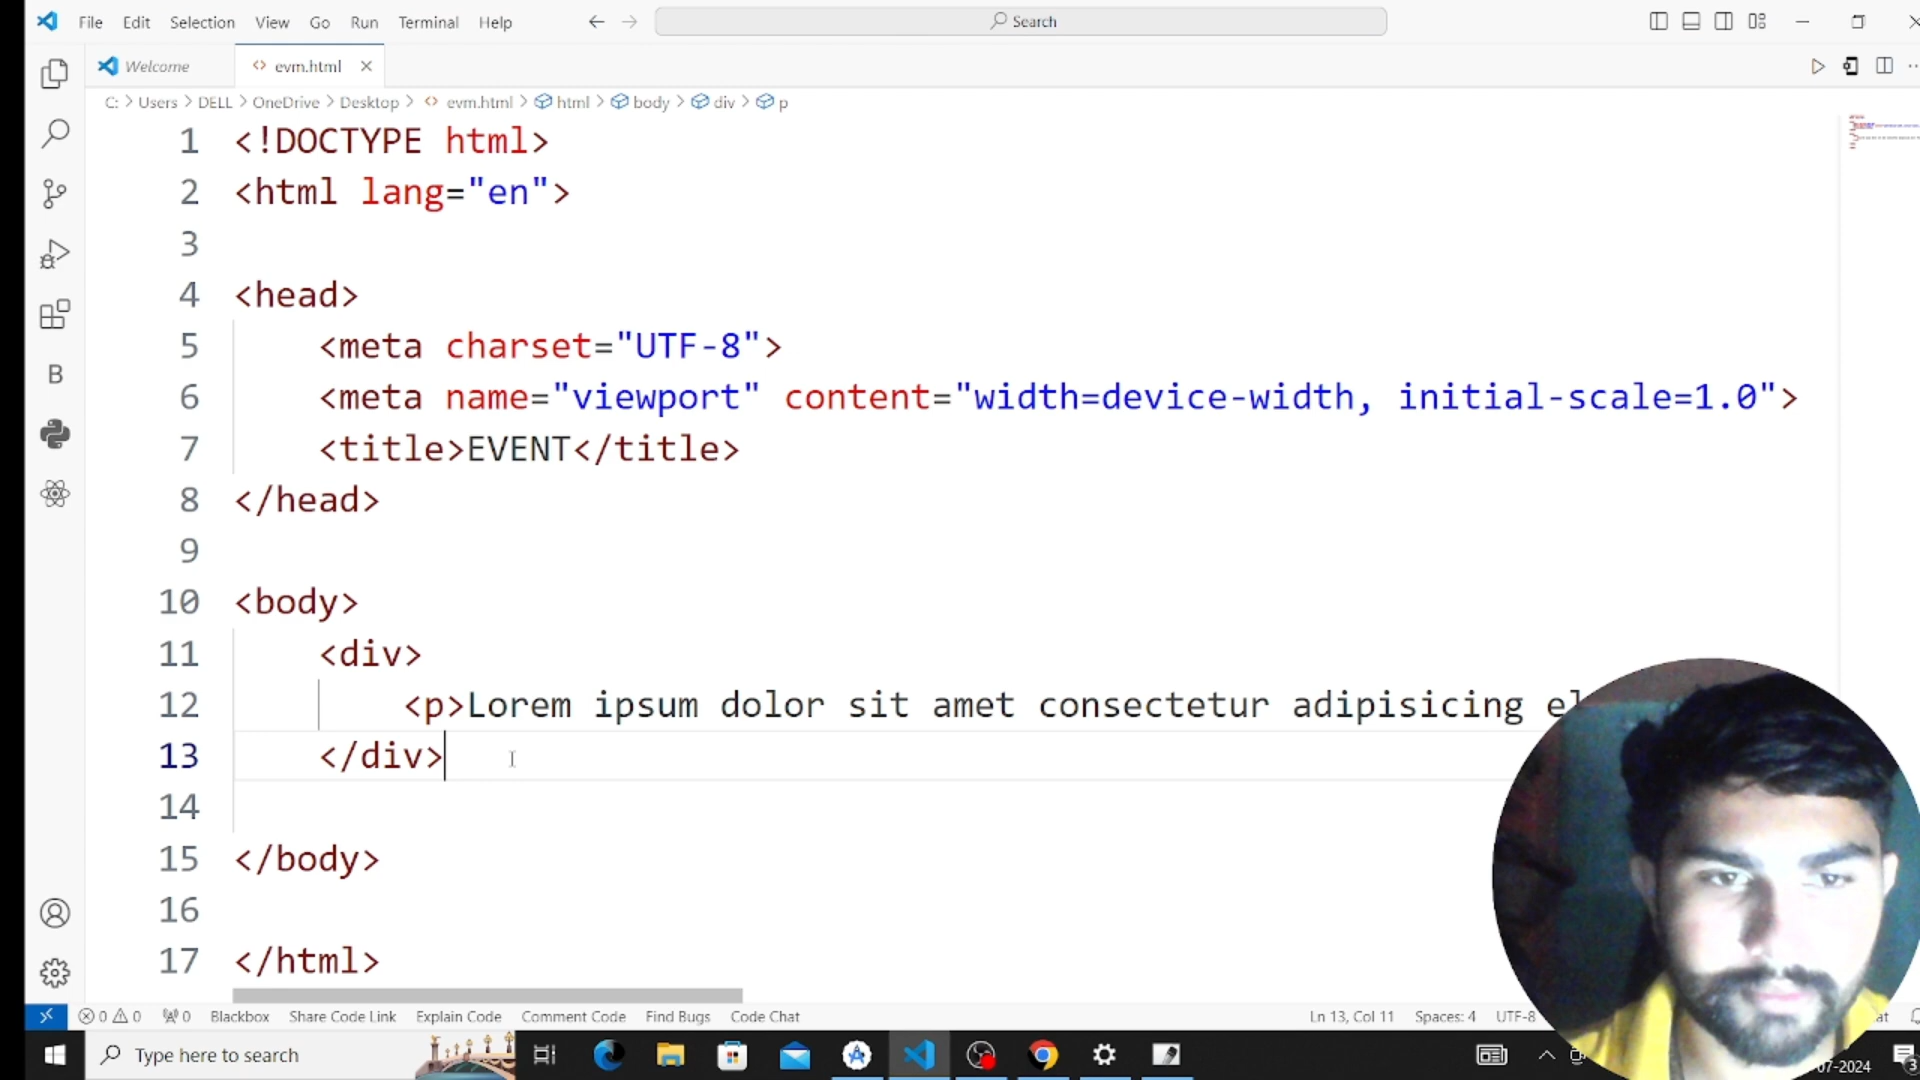 File Edit Selection View Go Run Terminal Help Search
Welcome evm.html
C: > Users > DELL > OneDrive > Desktop > evm.html > html > body > div > p
1 <!DOCTYPE html>
2 <html lang="en">
3
4 <head>
5 <meta charset="UTF-8">
6 <meta name="viewport" content="width=device-width, initial-scale=1.0">
7 <title>EVENT</title>
8 </head>
9
10 <body>
11 <div>
12 <p>Lorem ipsum dolor sit amet consectetur adipisicing
13 </div>
14
15 </body>
16
17 </html>
0 0 0 Blackbox Share Code Link Explain Code Comment Code Find Bugs Code Chat Ln 13, Col 11 Spaces: 4 UTF-8
Type here to search 07-2024 3